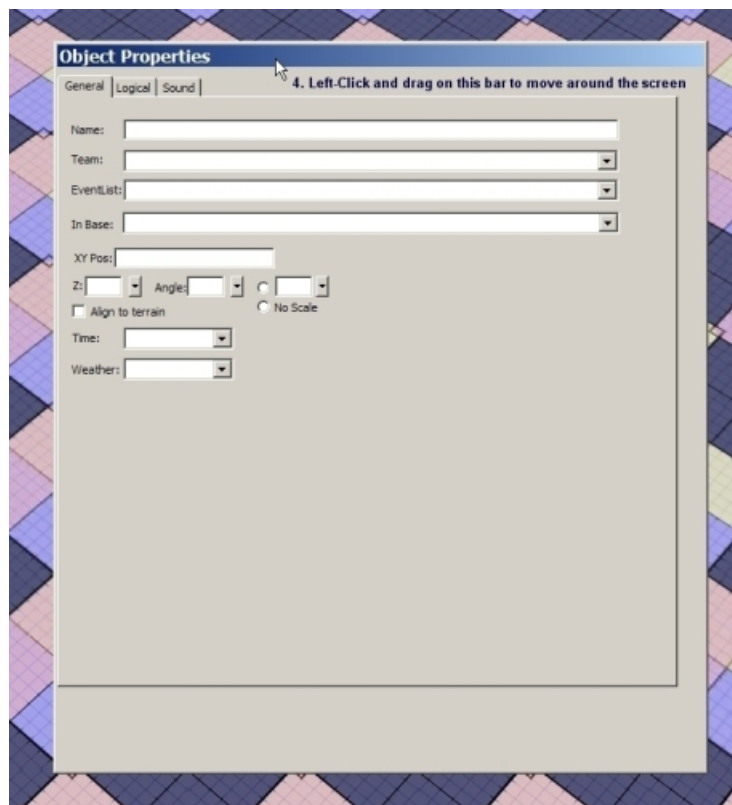 Object Properties
4. Left-Click and drag on this bar to move around the screen
General Logical Sound
Name:
Team:
EventList:
In Base:
XY Pos:
Z: Angle:
Align to terrain No Scale
Time:
Weather: